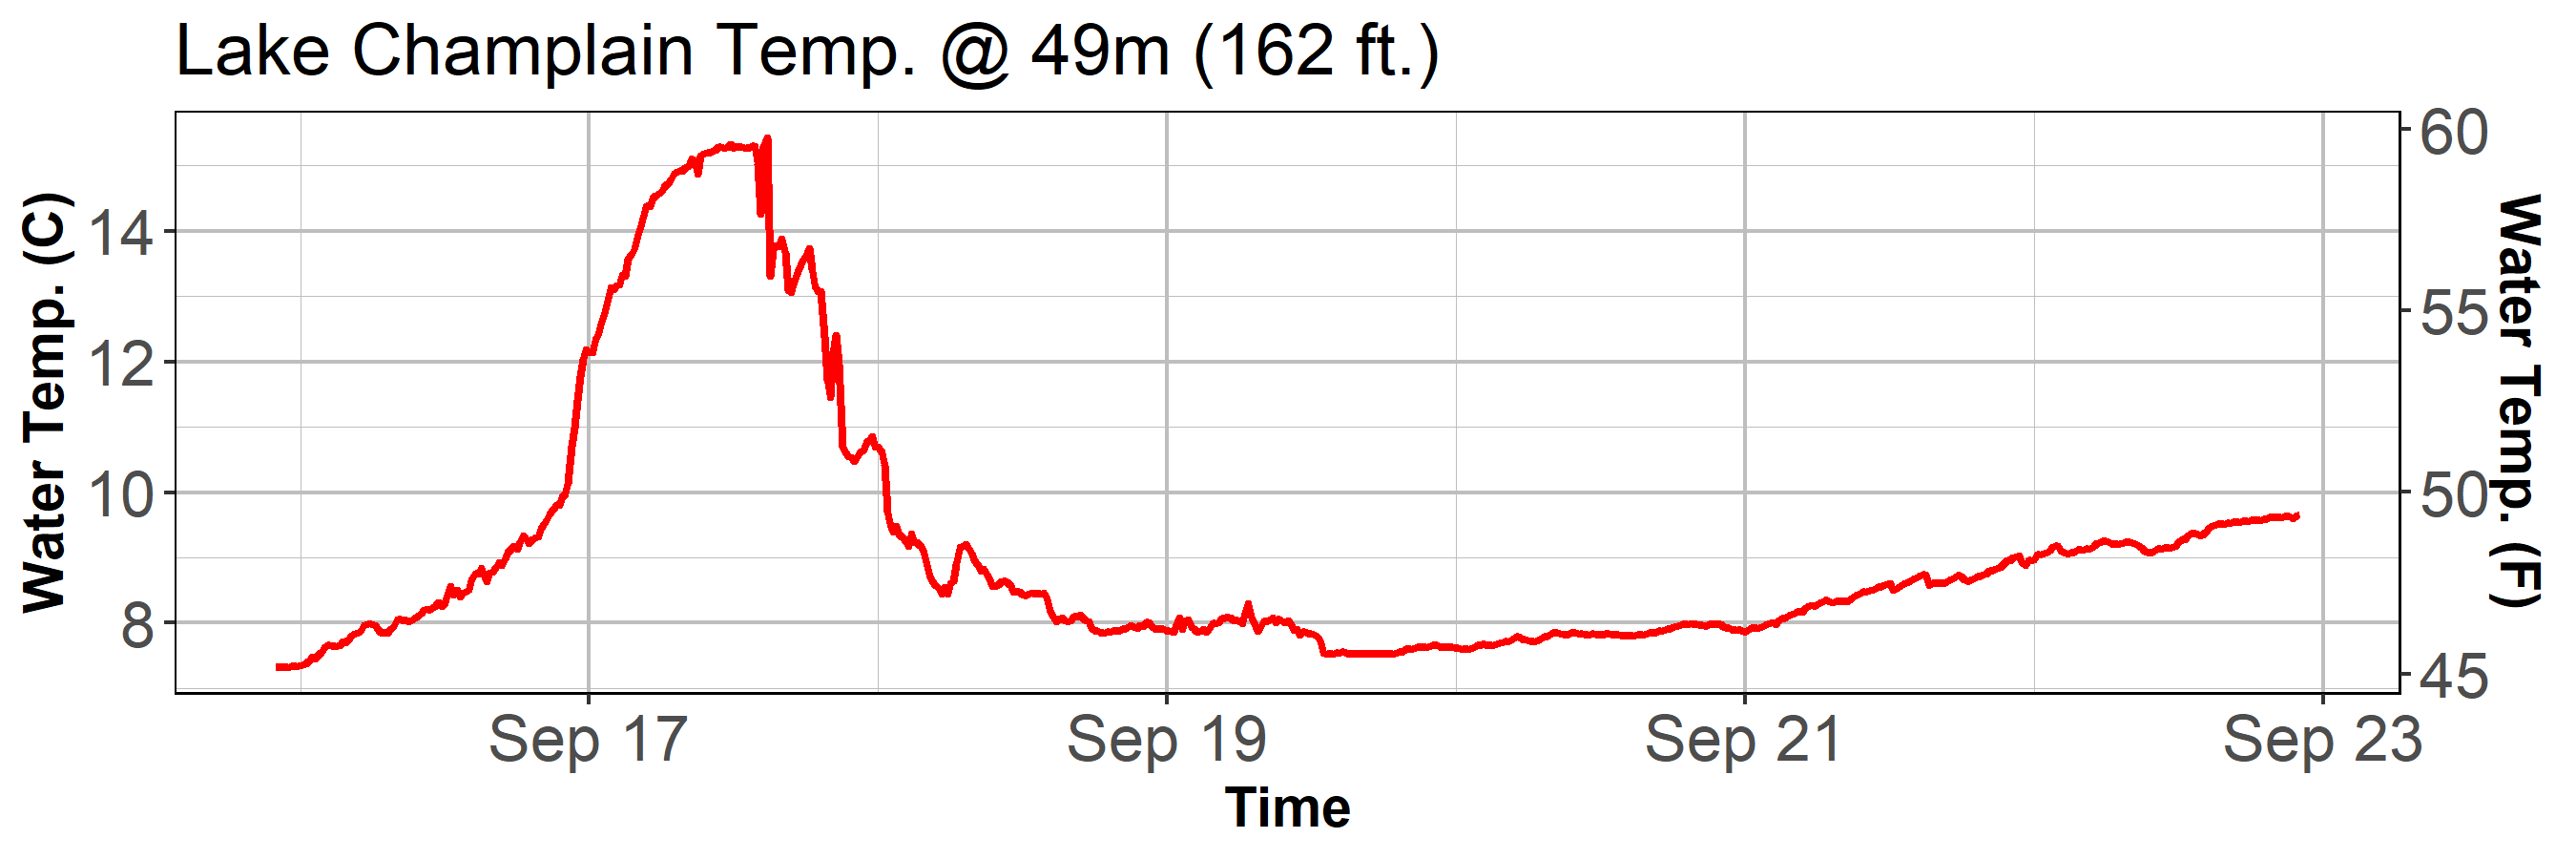 Lake Champlain Temp. @ 49m (162 ft.)
Water Temp. (C)
14
12
10
8
60
55
50
45
Water Temp. (F)
Sep 17 Sep 19 Sep 21 Sep 23
Time